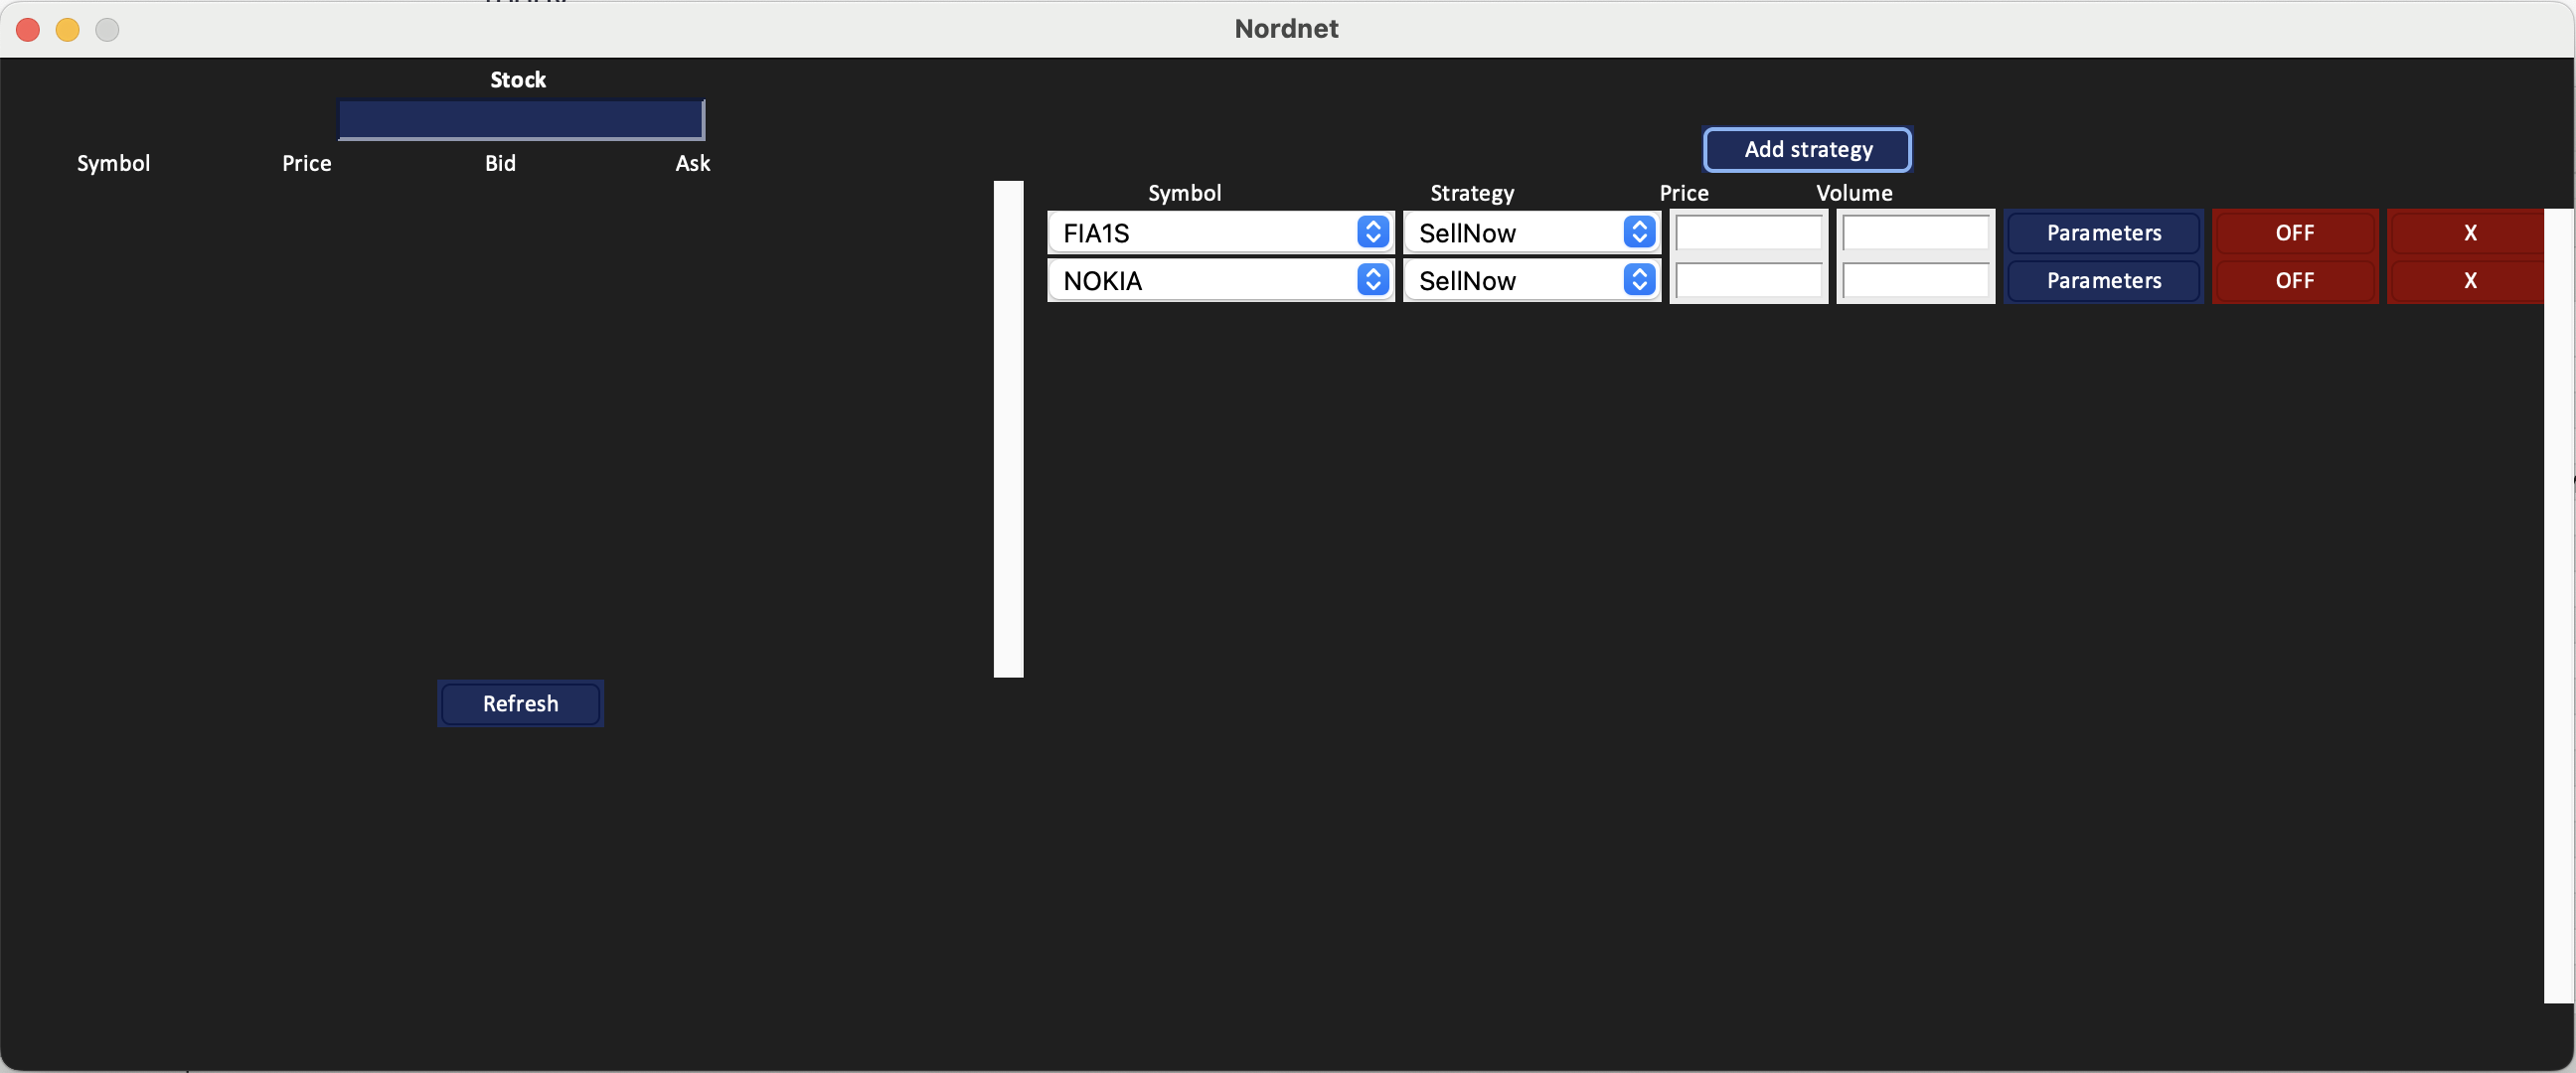 Nordnet
Stock
Symbol Price Bid Ask
Refresh
Add strategy
Symbol Strategy Price Volume
FIA1S SellNow Parameters OFF X
NOKIA SellNow Parameters OFF X